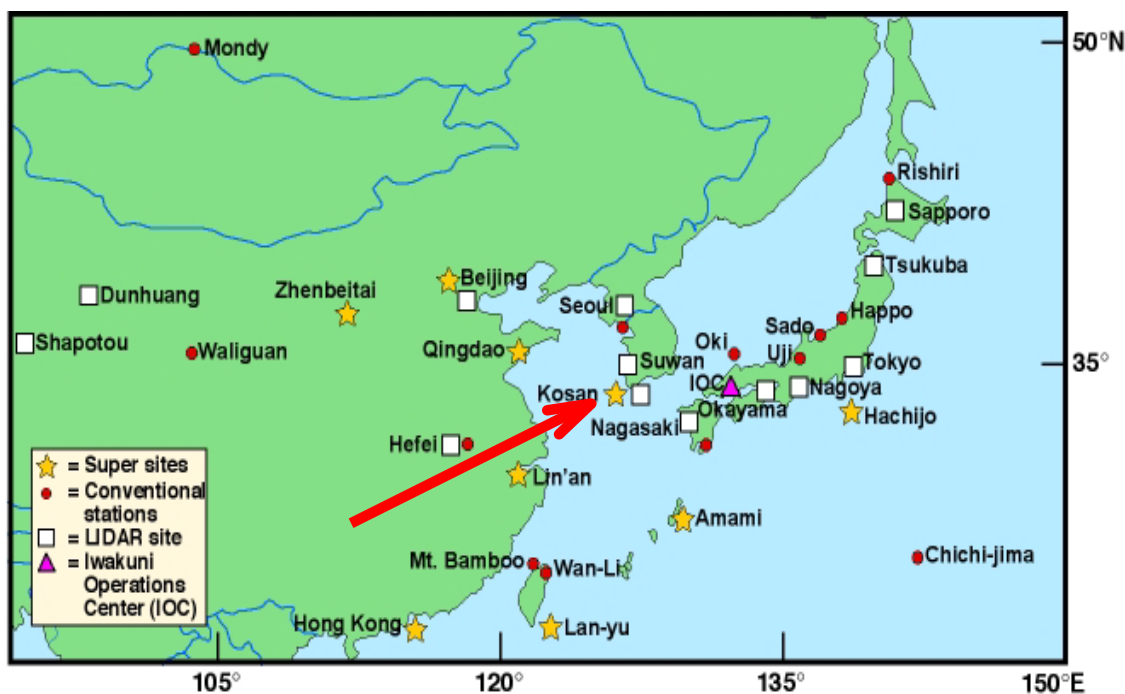 Mondy
50°N
Rishiri
Sapporo
Tsukuba
Beijing
Zhenbeitai
Dunhuang
Seoul
Happo
Sado
Shapotou
Waliguan
Qingdao
Oki
Uji
Suwan
Tokyo
35°
IOC
Kosan
Nagoya
Okayama
Hachijo
Nagasaki
Hefei
Lin'an
= Super sites
= Conventional
stations
= LIDAR site
= Iwakuni
Operations
Center (IOC)
Amami
Mt. Bamboo
Wan-Li
Chichi-jima
Hong Kong
Lan-yu
105°
120°
135°
150°E